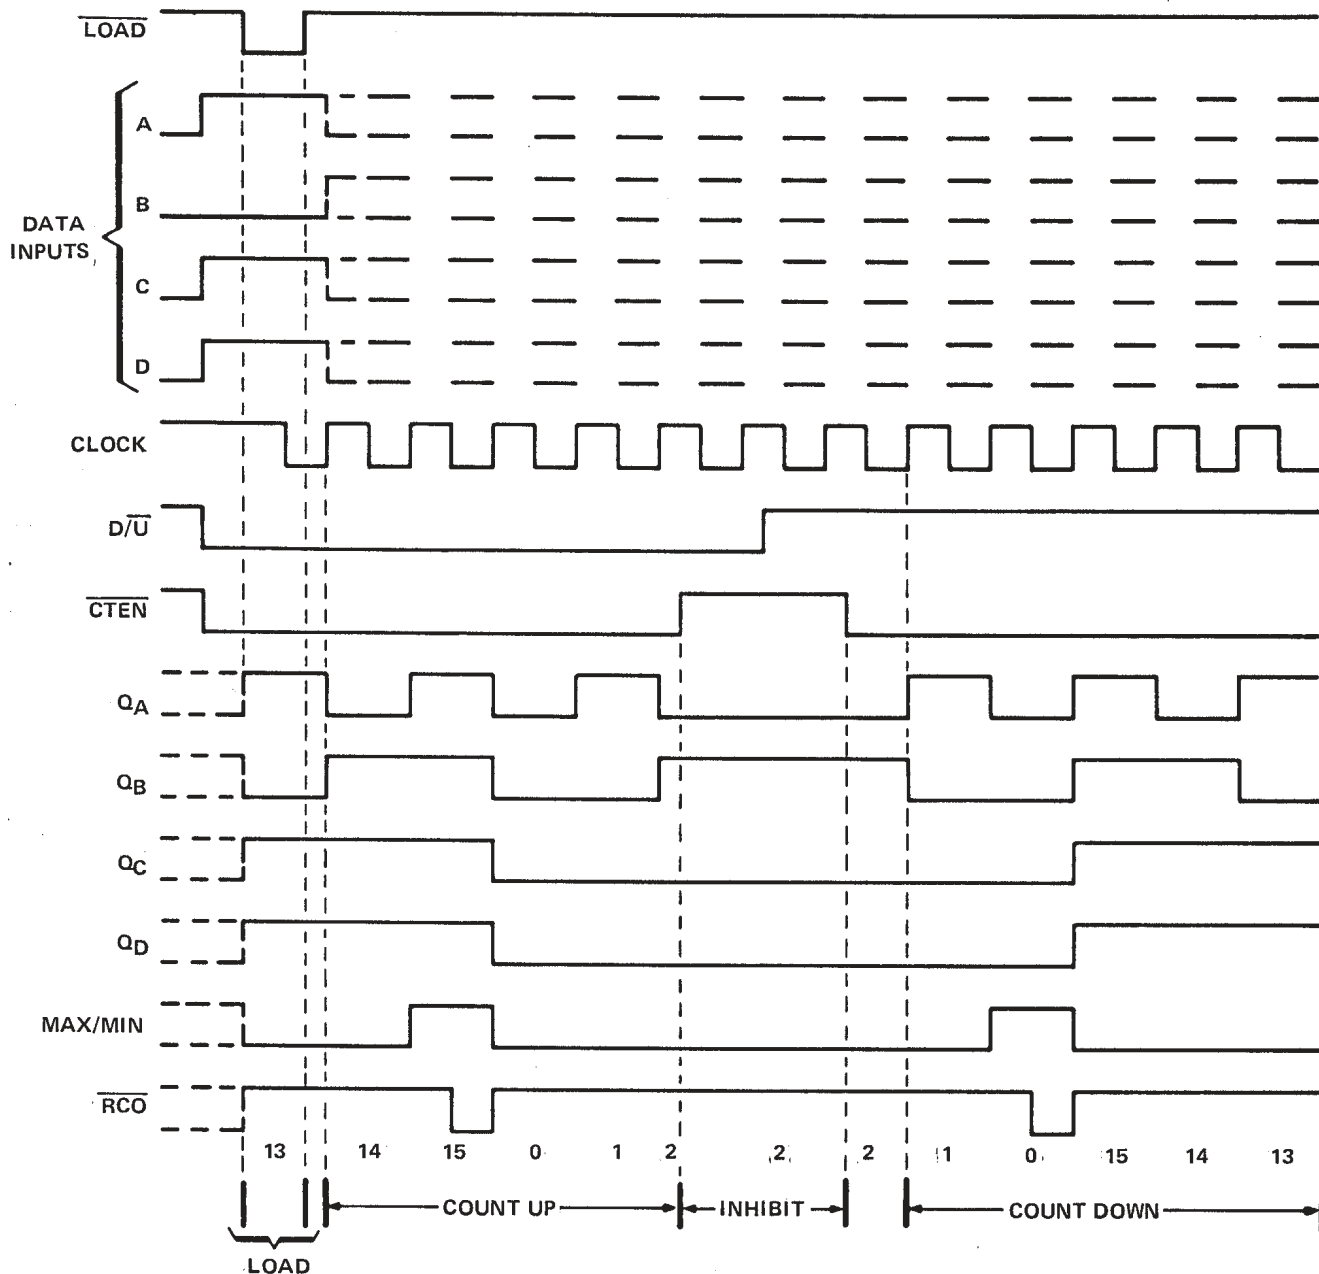 LOAD
A
B
DATA
INPUTS
C
D
CLOCK
D/U
CTEN
QA
QB
QC
QD
MAX/MIN
RCO
13 14 15 0 1 2 2 2 1 0 15 14 13
COUNT UP INHIBIT COUNT DOWN
LOAD